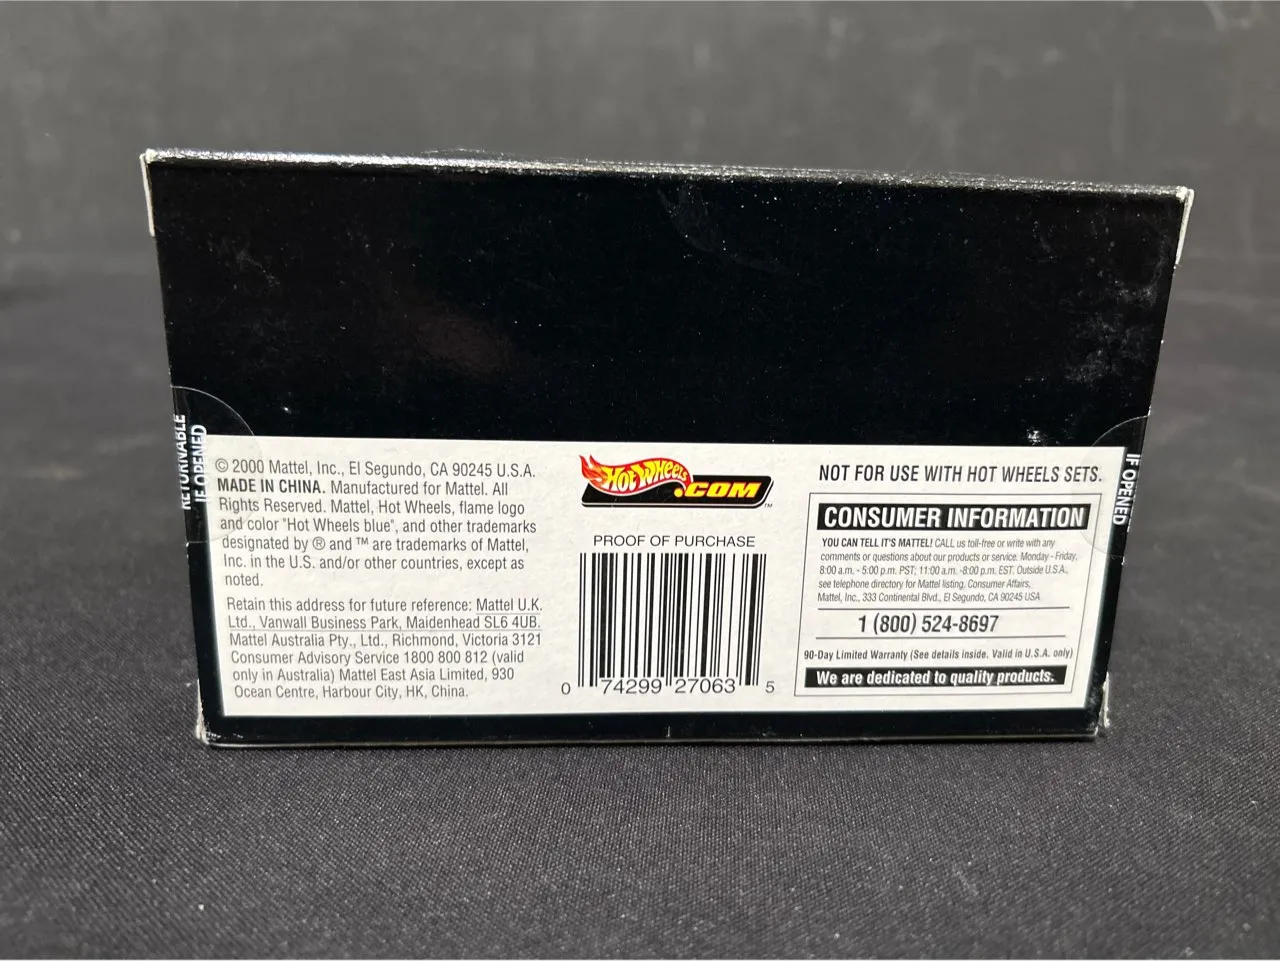 RETURNABLE
IF OPENED
© 2000 Mattel, Inc., El Segundo, CA 90245 U.S.A.
MADE IN CHINA. Manufactured for Mattel. All
Rights Reserved. Mattel, Hot Wheels, flame logo
and color "Hot Wheels blue", and other trademarks
designated by ® and ™ are trademarks of Mattel,
Inc. in the U.S. and/or other countries, except as
noted.
Retain this address for future reference: Mattel U.K.
Ltd., Vanwall Business Park, Maidenhead SL6 4UB.
Mattel Australia Pty., Ltd., Richmond, Victoria 3121
Consumer Advisory Service 1800 800 812 (valid
only in Australia) Mattel East Asia Limited, 930
Ocean Centre, Harbour City, HK, China.
HOT WHEELS
.COM™
PROOF OF PURCHASE
0 74299 27063 5
NOT FOR USE WITH HOT WHEELS SETS.
CONSUMER INFORMATION
YOU CAN TELL IT'S MATTEL! CALL us toll-free or write with any
comments or questions about our products or service. Monday - Friday,
8:00 a.m. - 5:00 p.m. PST; 11:00 a.m. -8:00 p.m. EST. Outside U.S.A.,
see telephone directory for Mattel listing. Consumer Affairs,
Mattel, Inc., 333 Continental Blvd., El Segundo, CA 90245 USA
1 (800) 524-8697
90-Day Limited Warranty (See details inside. Valid in U.S.A. only)
We are dedicated to quality products.
IF OPENED